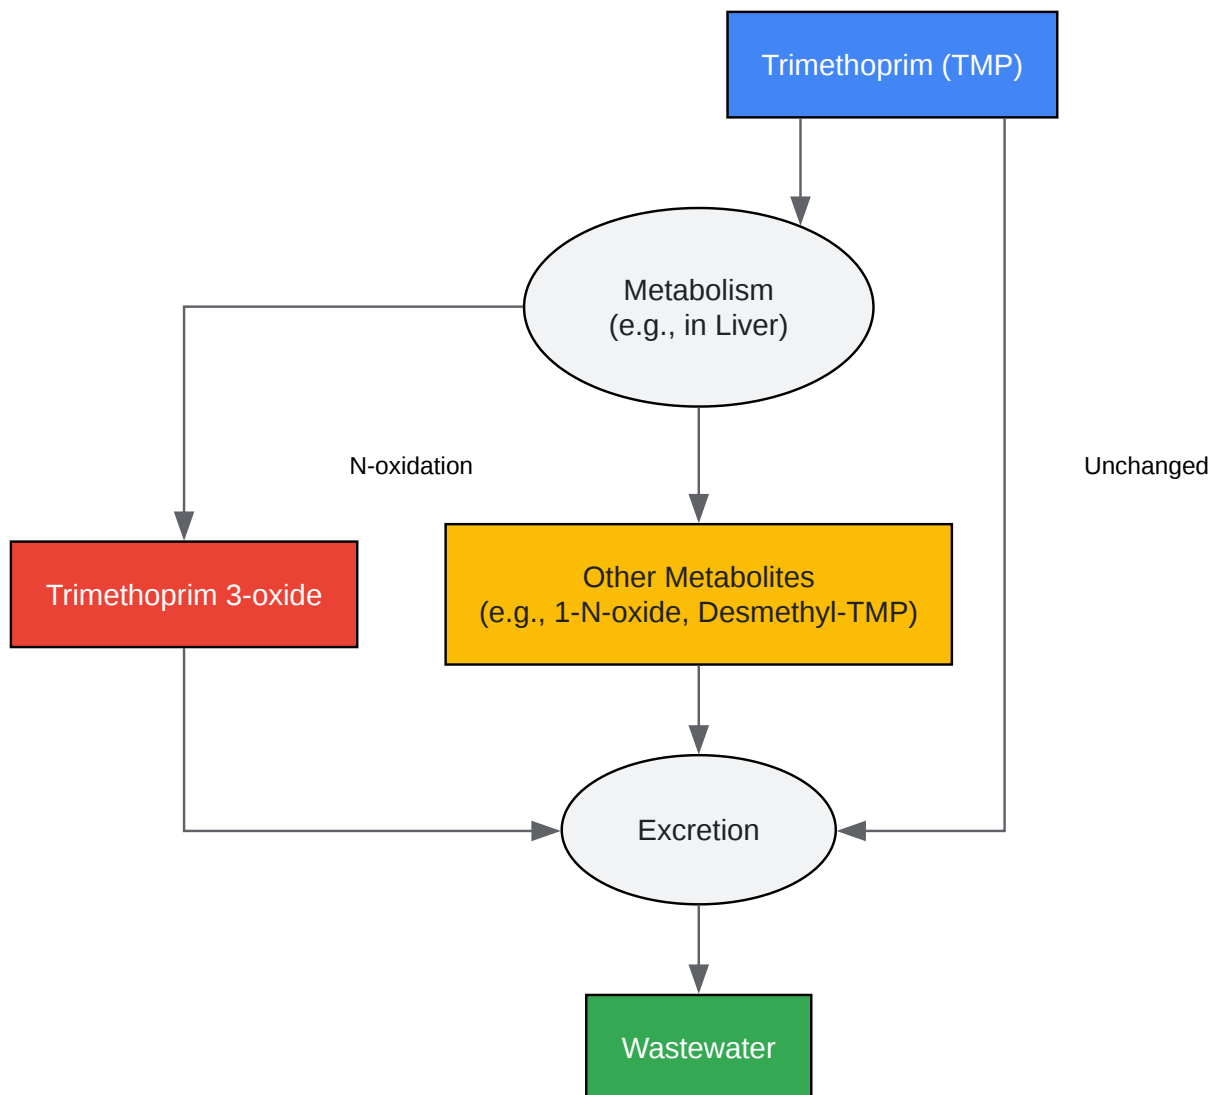 Trimethoprim (TMP)
Metabolism
(e.g., in Liver)
N-oxidation
Unchanged
Trimethoprim 3-oxide
Other Metabolites
(e.g., 1-N-oxide, Desmethyl-TMP)
Excretion
Wastewater